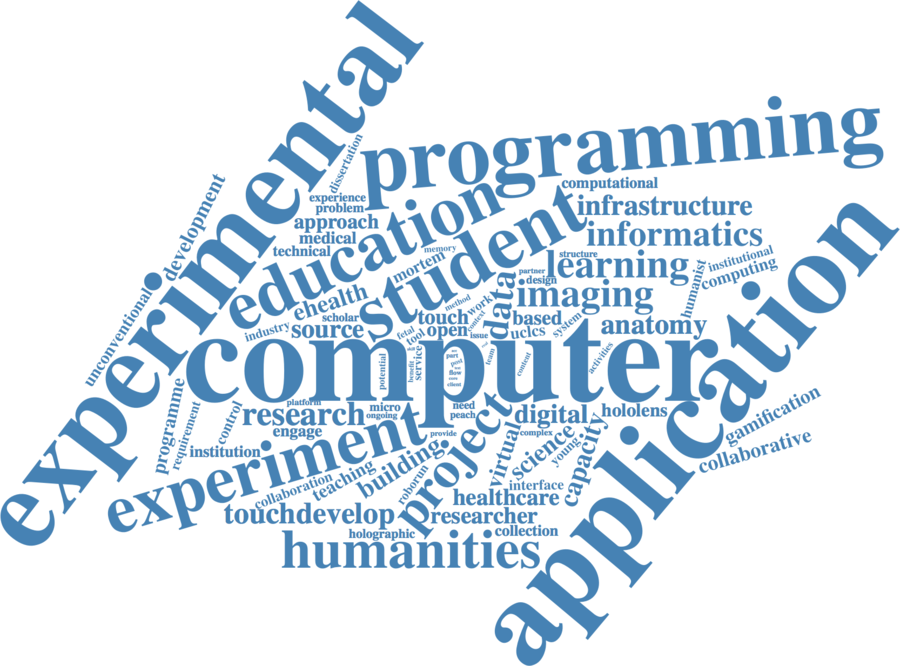 experimental
programming
dissertation
computational
development
experience
problem
education
student
infrastructure
approach
medical
technical
informatics
memory
mortem
structure
learning
humanist
institutional
computing
partner
design
unconventional
ehealth
method
work
data
imaging
application
scholar
touch
context
industry
source
fetal
tool
open
issue
based
uclcs
system
anatomy
computer
potential
benefit
service
part
flow
client
team
content
activities
programme
requirement
control
platform
research
micro
ongoing
need
peach
digital
hololens
gamification
engage
experiment
project
provide
virtual
complex
science
young
capacity
collaborative
institution
building
roborun
teaching
collaboration
interface
healthcare
touchdevelop
researcher
collection
holographic
humanities